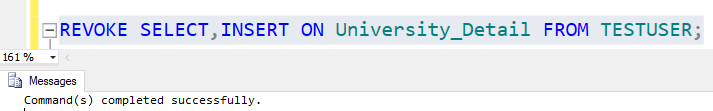 REVOKE SELECT,INSERT ON University_Detail FROM TESTUSER;
161 %
Messages
Command(s) completed successfully.